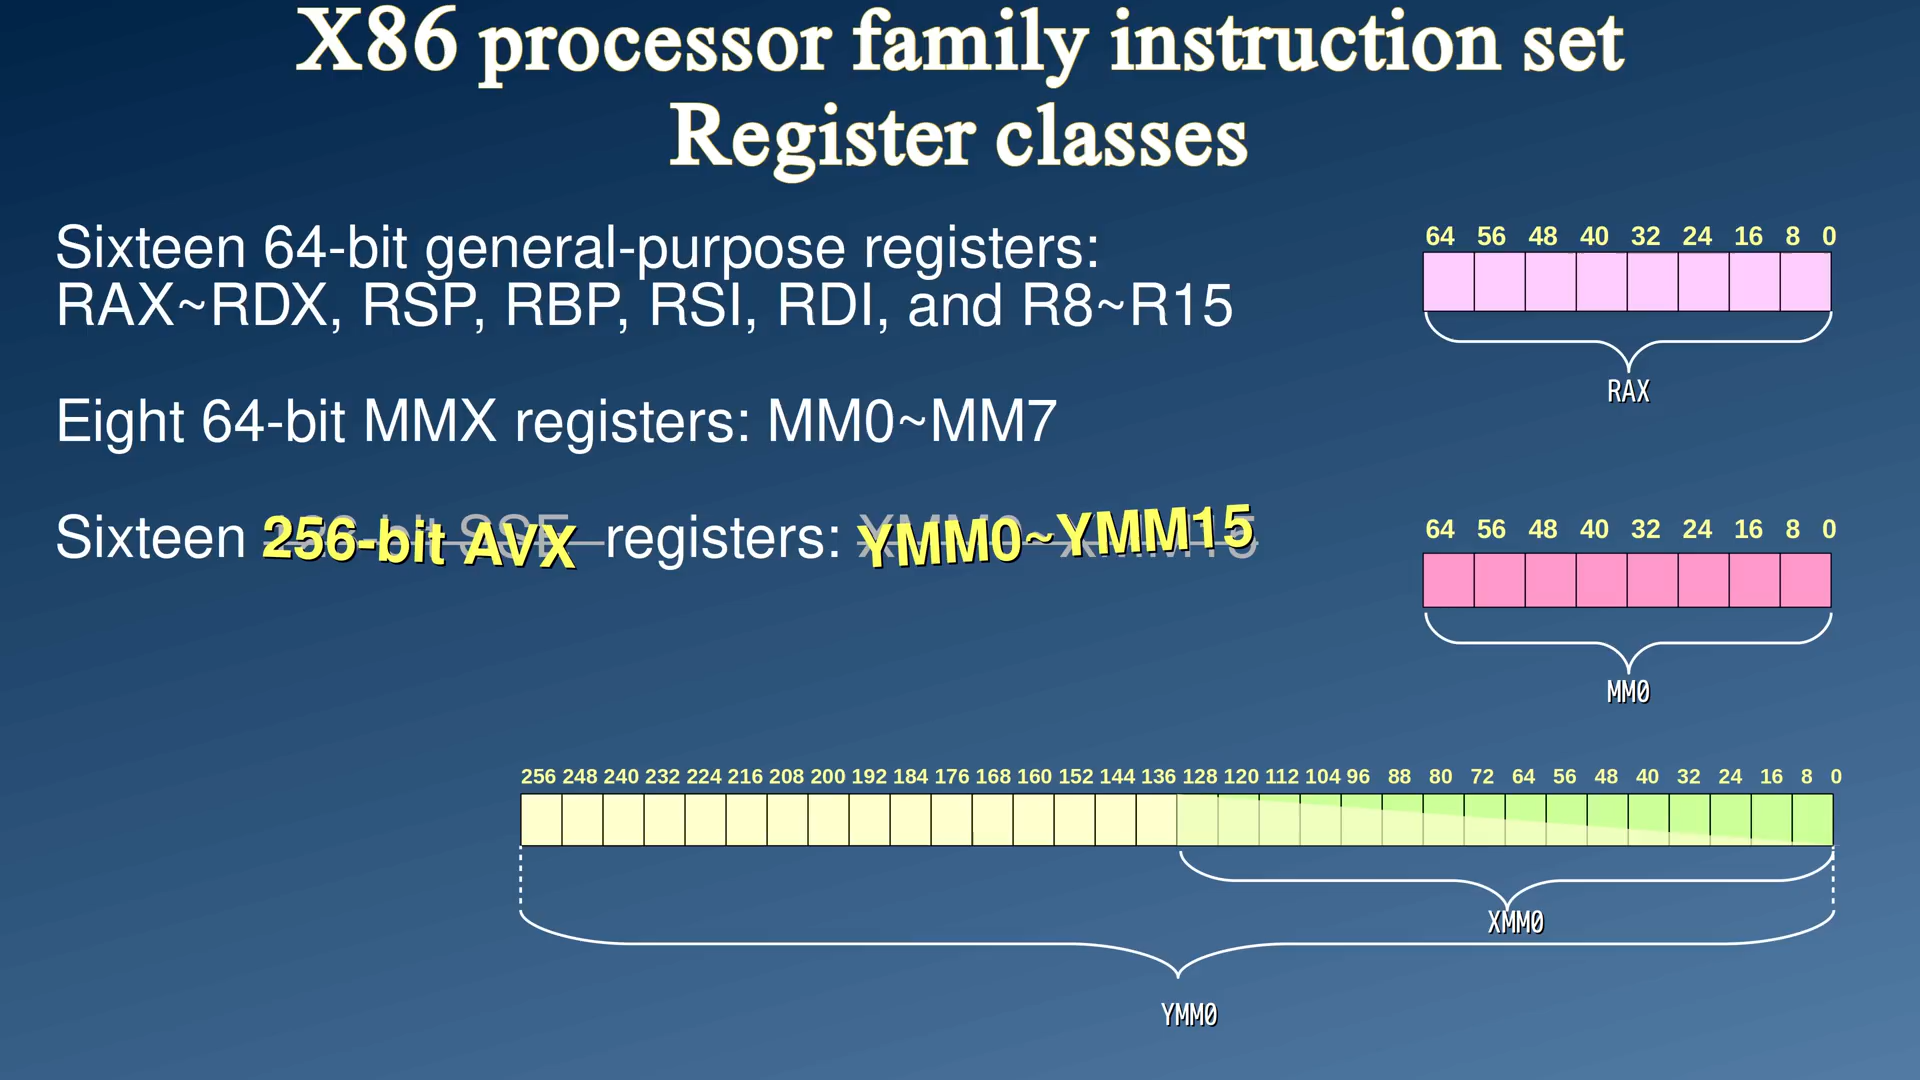 X86 processor family instruction set
Register classes
Sixteen 64-bit general-purpose registers:
RAX~RDX, RSP, RBP, RSI, RDI, and R8~R15
64 56 48 40 32 24 16 8 0
RAX
Eight 64-bit MMX registers: MM0~MM7
Sixteen 256-bit AVX registers: YMM0~YMM15
64 56 48 40 32 24 16 8 0
MM0
256 248 240 232 224 216 208 200 192 184 176 168 160 152 144 136 128 120 112 104 96 88 80 72 64 56 48 40 32 24 16 8 0
XMM0
YMM0